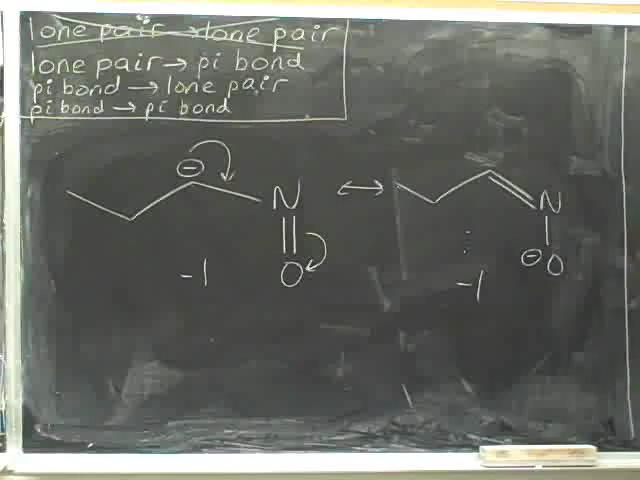 lone pair → lone pair
lone pair → pi bond
pi bond → lone pair
pi bond → pi bond
⊖
N
O
-1
↔
N
⊖ O
-1